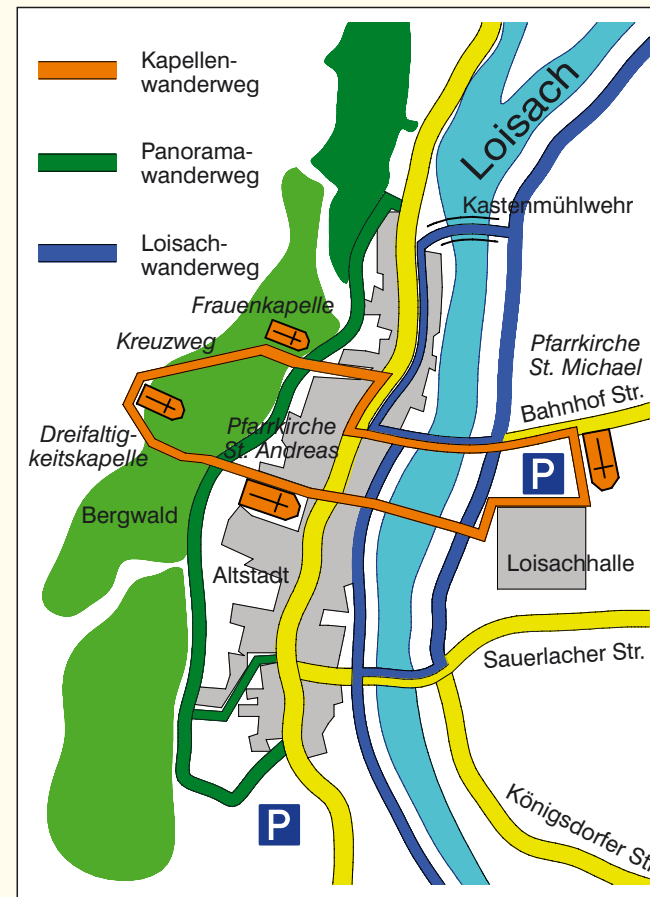 Kapellen-
wanderweg
Panorama-
wanderweg
Loisach-
wanderweg
Loisach
Kastenmühlwehr
Frauenkapelle
Kreuzweg
Pfarrkirche
St. Michael
Bahnhof Str.
Dreifaltig-
keitskapelle
Pfarrkirche
St. Andreas
P
Bergwald
Altstadt
Loisachhalle
Sauerlacher Str.
Königsdorfer Str.
P